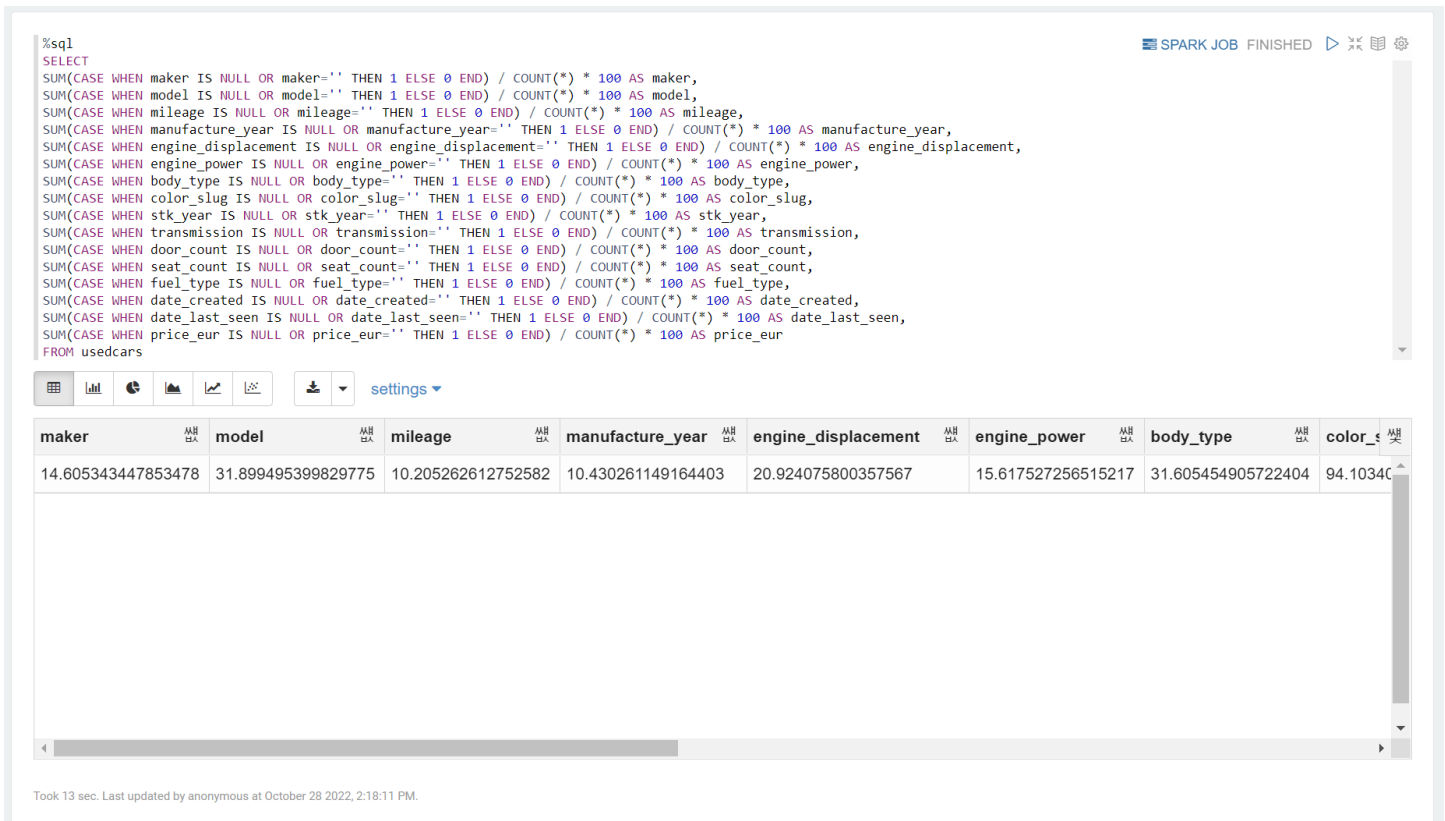 %sql
SPARK JOB FINISHED
SELECT
SUM(CASE WHEN maker IS NULL OR maker='' THEN 1 ELSE 0 END) / COUNT(*) * 100 AS maker,
SUM(CASE WHEN model IS NULL OR model='' THEN 1 ELSE 0 END) / COUNT(*) * 100 AS model,
SUM(CASE WHEN mileage IS NULL OR mileage='' THEN 1 ELSE 0 END) / COUNT(*) * 100 AS mileage,
SUM(CASE WHEN manufacture_year IS NULL OR manufacture_year='' THEN 1 ELSE 0 END) / COUNT(*) * 100 AS manufacture_year,
SUM(CASE WHEN engine_displacement IS NULL OR engine_displacement='' THEN 1 ELSE 0 END) / COUNT(*) * 100 AS engine_displacement,
SUM(CASE WHEN engine_power IS NULL OR engine_power='' THEN 1 ELSE 0 END) / COUNT(*) * 100 AS engine_power,
SUM(CASE WHEN body_type IS NULL OR body_type='' THEN 1 ELSE 0 END) / COUNT(*) * 100 AS body_type,
SUM(CASE WHEN color_slug IS NULL OR color_slug='' THEN 1 ELSE 0 END) / COUNT(*) * 100 AS color_slug,
SUM(CASE WHEN stk_year IS NULL OR stk_year='' THEN 1 ELSE 0 END) / COUNT(*) * 100 AS stk_year,
SUM(CASE WHEN transmission IS NULL OR transmission='' THEN 1 ELSE 0 END) / COUNT(*) * 100 AS transmission,
SUM(CASE WHEN door_count IS NULL OR door_count='' THEN 1 ELSE 0 END) / COUNT(*) * 100 AS door_count,
SUM(CASE WHEN seat_count IS NULL OR seat_count='' THEN 1 ELSE 0 END) / COUNT(*) * 100 AS seat_count,
SUM(CASE WHEN fuel_type IS NULL OR fuel_type='' THEN 1 ELSE 0 END) / COUNT(*) * 100 AS fuel_type,
SUM(CASE WHEN date_created IS NULL OR date_created='' THEN 1 ELSE 0 END) / COUNT(*) * 100 AS date_created,
SUM(CASE WHEN date_last_seen IS NULL OR date_last_seen='' THEN 1 ELSE 0 END) / COUNT(*) * 100 AS date_last_seen,
SUM(CASE WHEN price_eur IS NULL OR price_eur='' THEN 1 ELSE 0 END) / COUNT(*) * 100 AS price_eur
FROM usedcars
settings
maker model mileage manufacture_year engine_displacement engine_power body_type color_s
14.605343447853478 31.899495399829775 10.205262612752582 10.430261149164403 20.924075800357567 15.617527256515217 31.605454905722404 94.1034
Took 13 sec. Last updated by anonymous at October 28 2022, 2:18:11 PM.